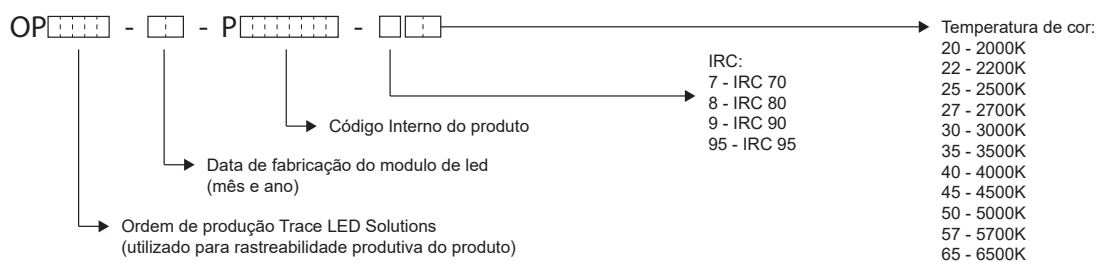 OP - - P -
Temperatura de cor:
20 - 2000K
22 - 2200K
25 - 2500K
27 - 2700K
30 - 3000K
35 - 3500K
40 - 4000K
45 - 4500K
50 - 5000K
57 - 5700K
65 - 6500K
IRC:
7 - IRC 70
8 - IRC 80
9 - IRC 90
95 - IRC 95
Código Interno do produto
Data de fabricação do modulo de led
(mês e ano)
Ordem de produção Trace LED Solutions
(utilizado para rastreabilidade produtiva do produto)